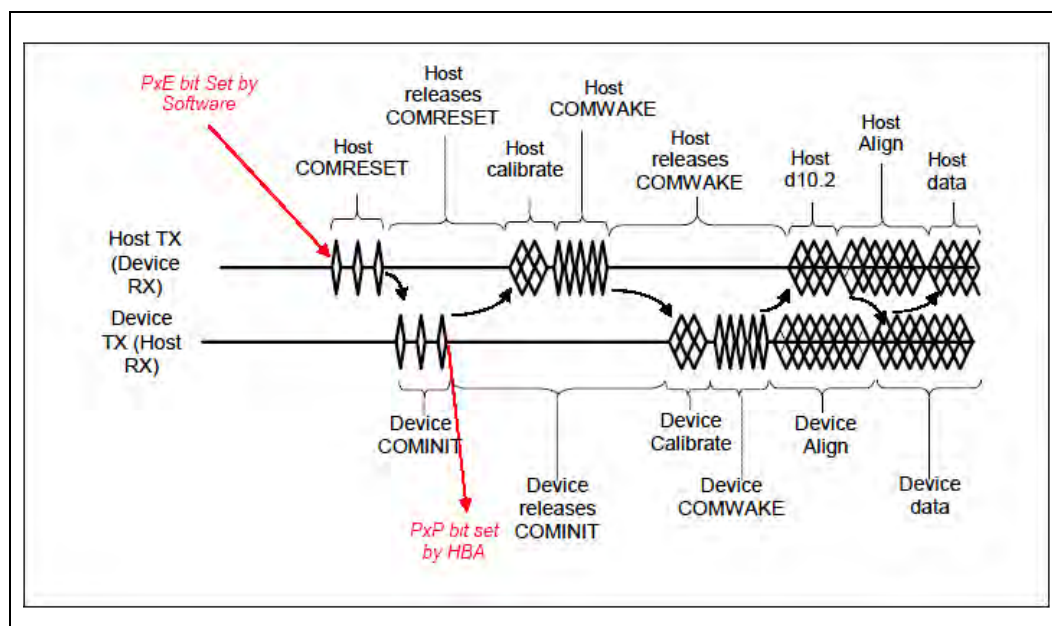 PxE bit Set by
Software
Host
COMRESET
Host
releases
COMRESET
Host
calibrate
Host
COMWAKE
Host
releases
COMWAKE
Host
d10.2
Host
Align
Host
data
Host TX
(Device
RX)
Device
TX (Host
RX)
Device
COMINIT
PxP bit set
by HBA
Device
releases
COMINIT
Device
Calibrate
Device
COMWAKE
Device
Align
Device
data